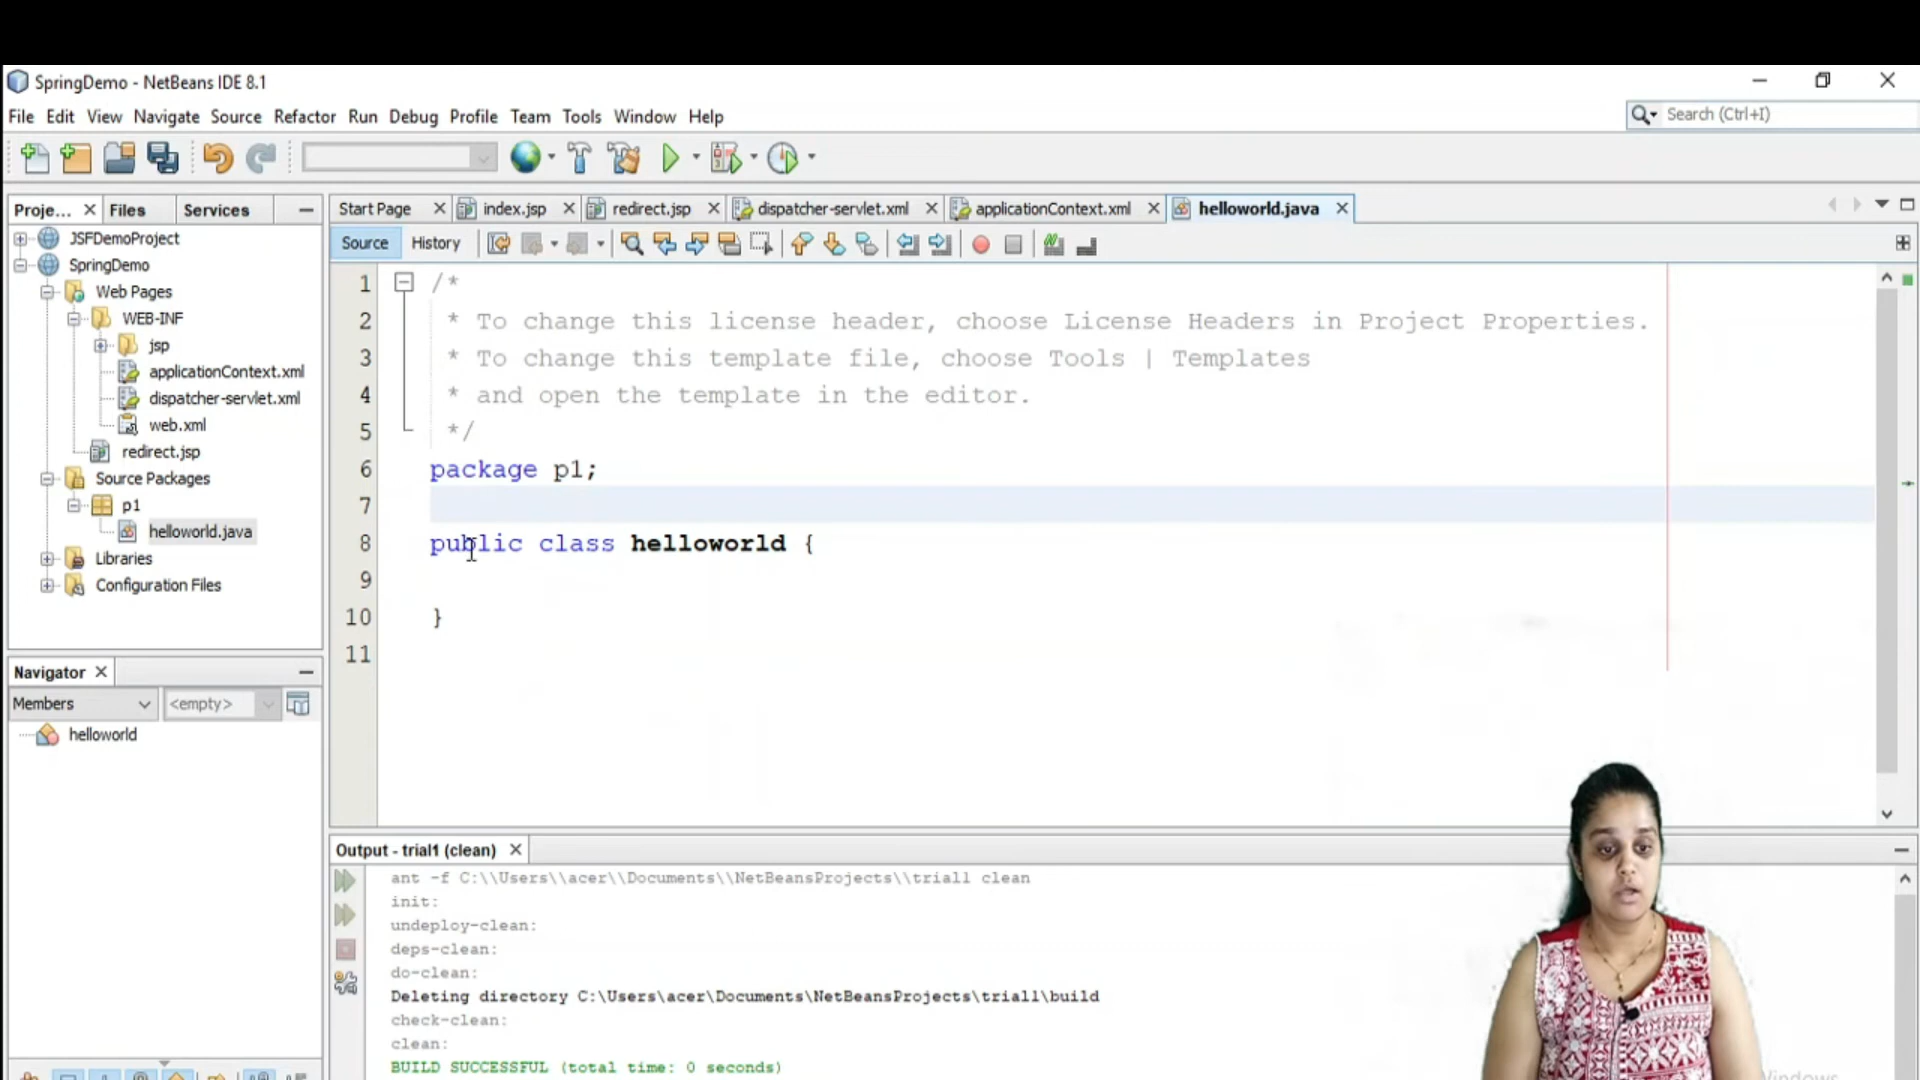 SpringDemo - NetBeans IDE 8.1
File Edit View Navigate Source Refactor Run Debug Profile Team Tools Window Help
Search (Ctrl+I)
Proje... Files Services
Start Page index.jsp redirect.jsp dispatcher-servlet.xml applicationContext.xml helloworld.java
Source History
JSFDemoProject
SpringDemo
Web Pages
WEB-INF
jsp
applicationContext.xml
dispatcher-servlet.xml
web.xml
redirect.jsp
Source Packages
p1
helloworld.java
Libraries
Configuration Files
1 /*
2 * To change this license header, choose License Headers in Project Properties.
3 * To change this template file, choose Tools | Templates
4 * and open the template in the editor.
5 */
6 package p1;
7
8 public class helloworld {
9
10 }
11
Navigator
Members <empty>
helloworld
Output - trial1 (clean)
ant -f C:\\Users\\acer\\Documents\\NetBeansProjects\\trial1 clean
init:
undeploy-clean:
deps-clean:
do-clean:
Deleting directory C:\Users\acer\Documents\NetBeansProjects\trial1\build
check-clean:
clean:
BUILD SUCCESSFUL (total time: 0 seconds)